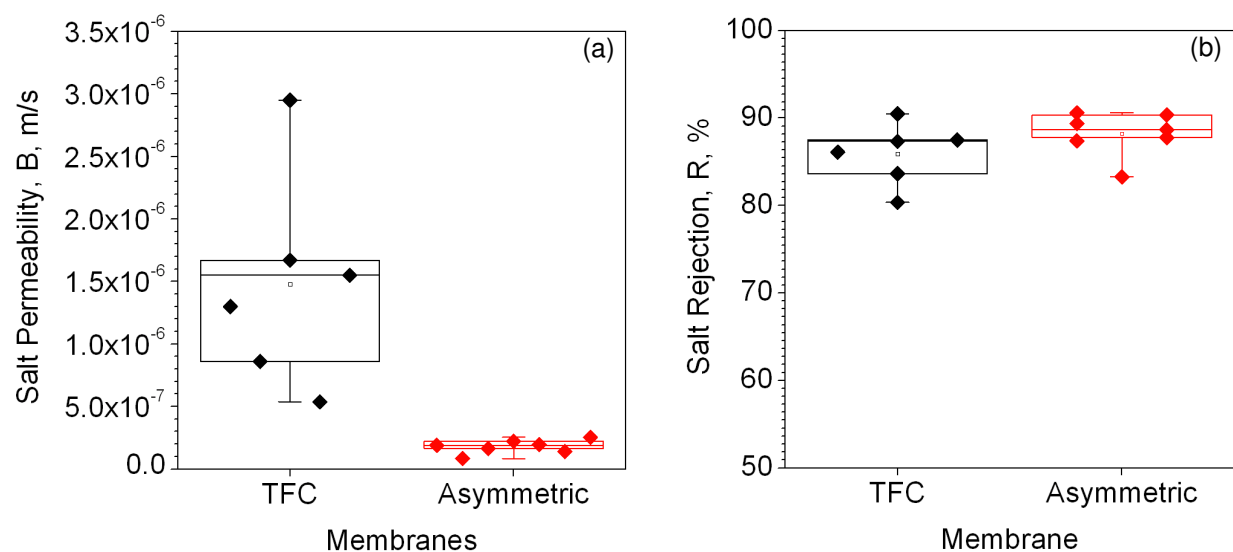 (a)
Salt Permeability, B, m/s
3.5x10⁻⁶
3.0x10⁻⁶
2.5x10⁻⁶
2.0x10⁻⁶
1.5x10⁻⁶
1.0x10⁻⁶
5.0x10⁻⁷
0.0
TFC Asymmetric
Membranes
(b)
Salt Rejection, R, %
100
90
80
70
60
50
TFC Asymmetric
Membrane